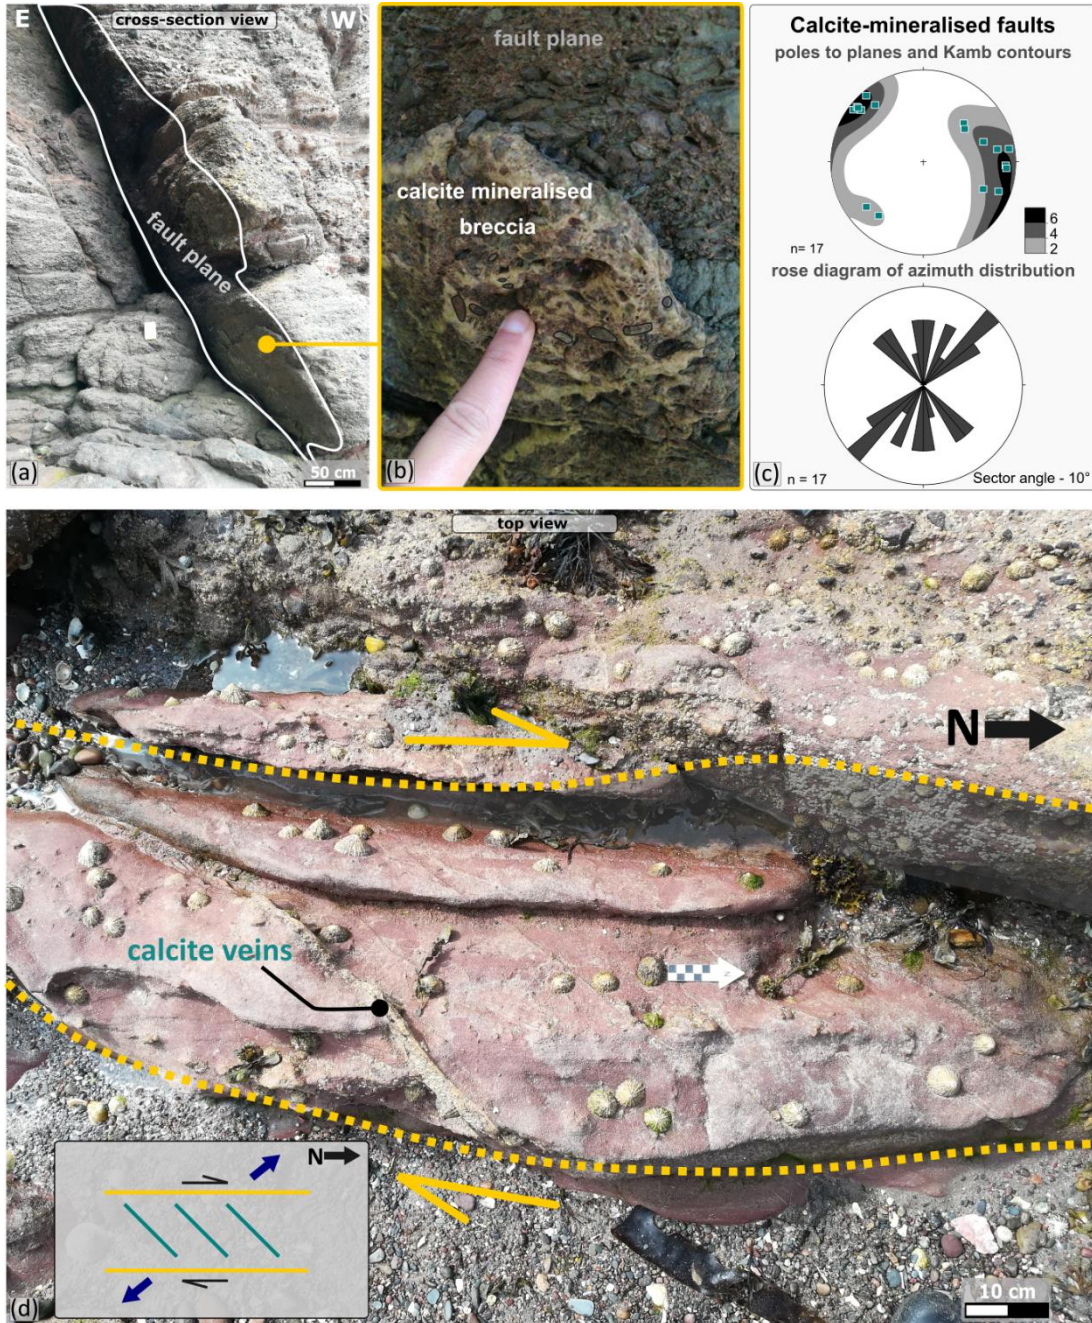 E
cross-section view
W
fault plane
50 cm
(a)
fault plane
calcite mineralised
breccia
(b)
Calcite-mineralised faults
poles to planes and Kamb contours
6
4
2
n= 17
rose diagram of azimuth distribution
(c)
n = 17
Sector angle - 10°
top view
N
calcite veins
N
(d)
10 cm